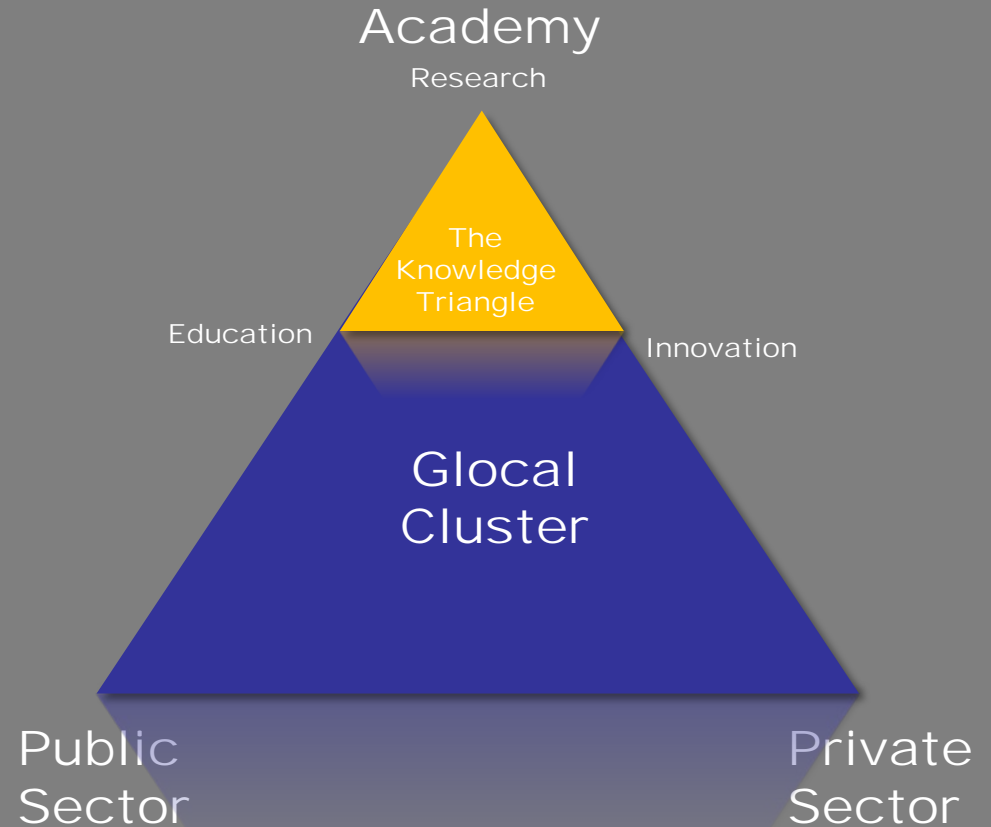 Academy
Research
The
Knowledge
Triangle
Education
Innovation
Glocal
Cluster
Public
Sector
Private
Sector